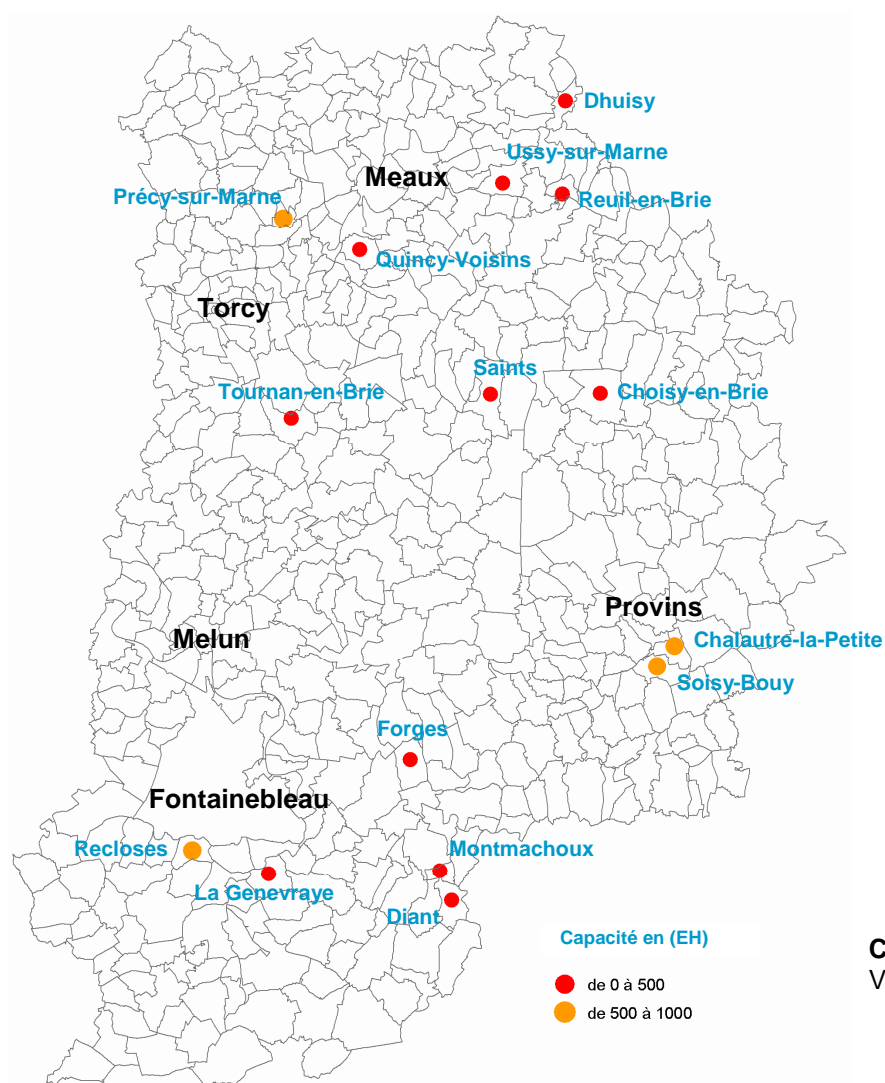 Dhuisy
Ussy-sur-Marne
Meaux
Précy-sur-Marne
Reuil-en-Brie
Quincy-Voisins
Torcy
Saints
Tournan-en-Brie
Choisy-en-Brie
Provins
Melun
Chalautre-la-Petite
Soisy-Bouy
Forges
Fontainebleau
Recloses
Montmachoux
La Genevraye
Diant
Capacité en (EH)
C
V
de 0 à 500
de 500 à 1000